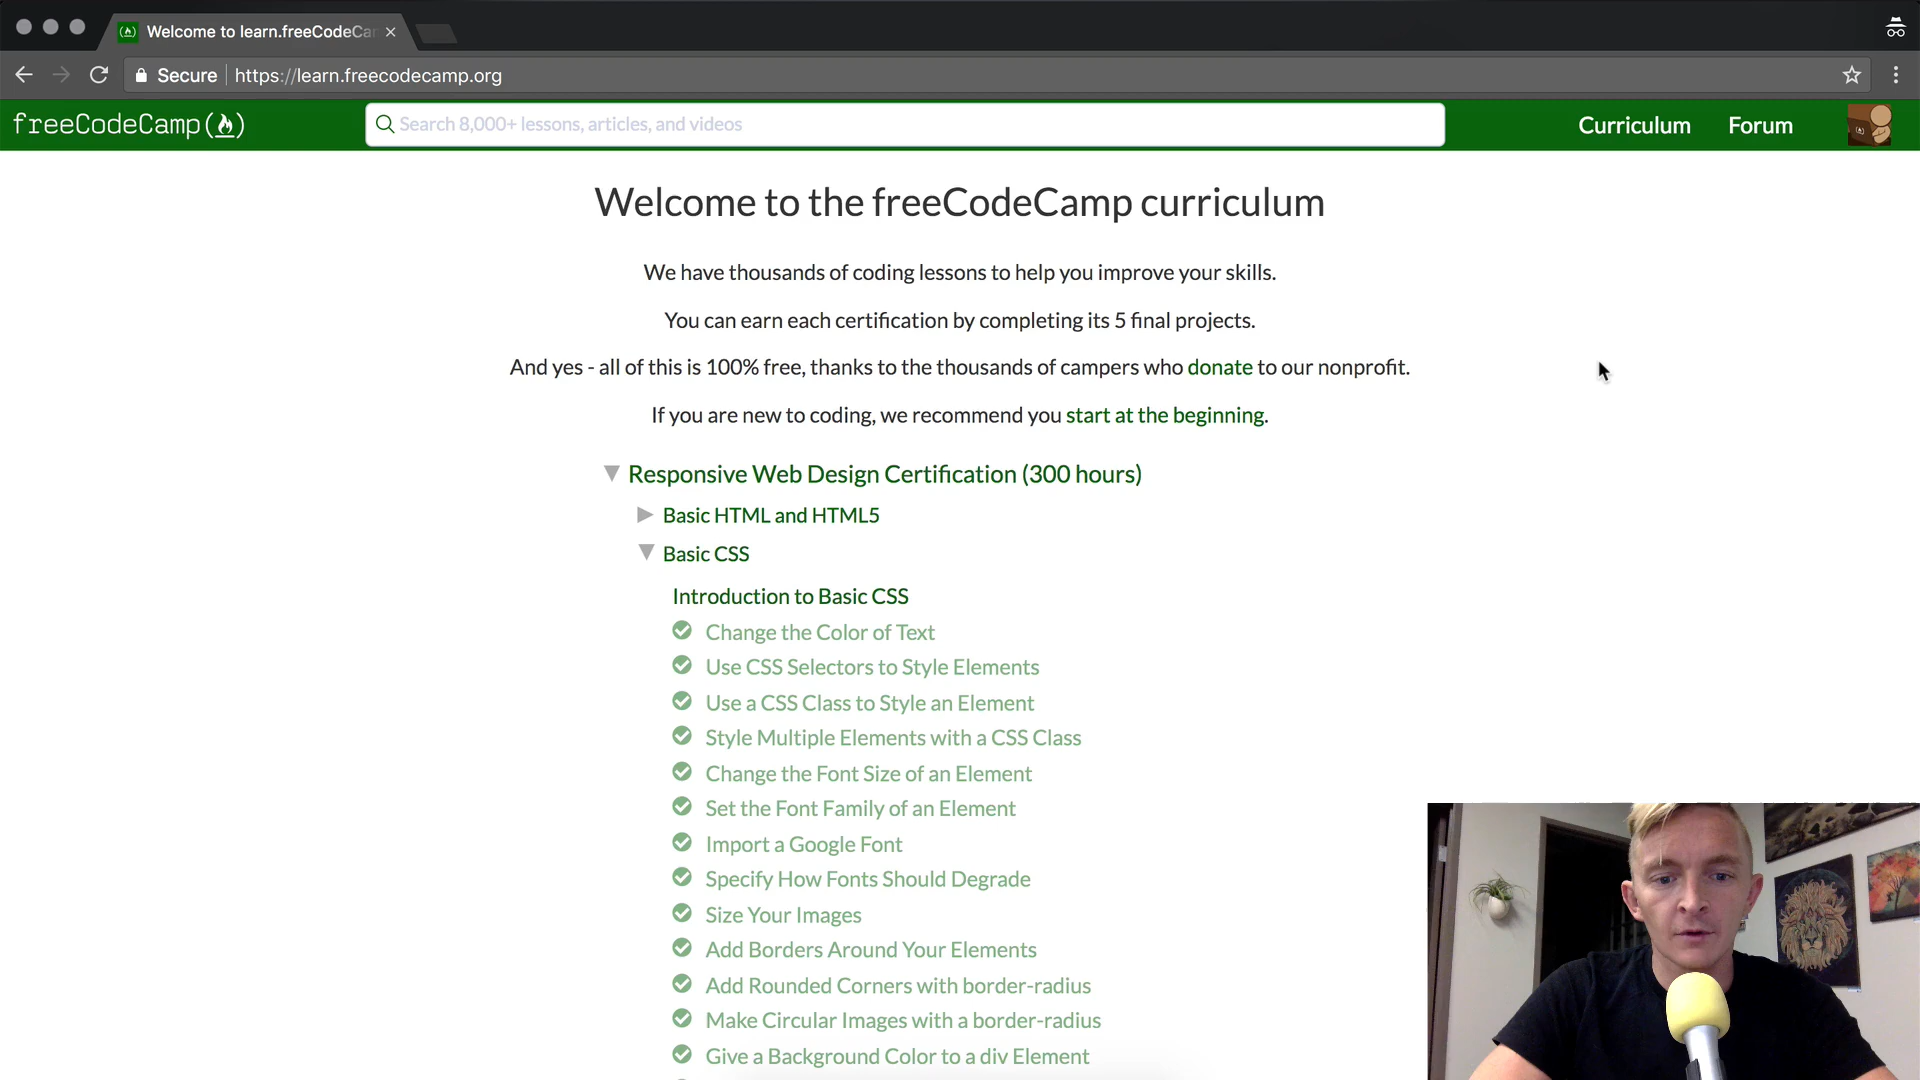 Welcome to learn.freeCodeCa
Secure https://learn.freecodecamp.org
freeCodeCamp
Search 8,000+ lessons, articles, and videos
Curriculum
Forum
Welcome to the freeCodeCamp curriculum
We have thousands of coding lessons to help you improve your skills.
You can earn each certification by completing its 5 final projects.
And yes - all of this is 100% free, thanks to the thousands of campers who donate to our nonprofit.
If you are new to coding, we recommend you start at the beginning.
Responsive Web Design Certification (300 hours)
Basic HTML and HTML5
Basic CSS
Introduction to Basic CSS
Change the Color of Text
Use CSS Selectors to Style Elements
Use a CSS Class to Style an Element
Style Multiple Elements with a CSS Class
Change the Font Size of an Element
Set the Font Family of an Element
Import a Google Font
Specify How Fonts Should Degrade
Size Your Images
Add Borders Around Your Elements
Add Rounded Corners with border-radius
Make Circular Images with a border-radius
Give a Background Color to a div Element